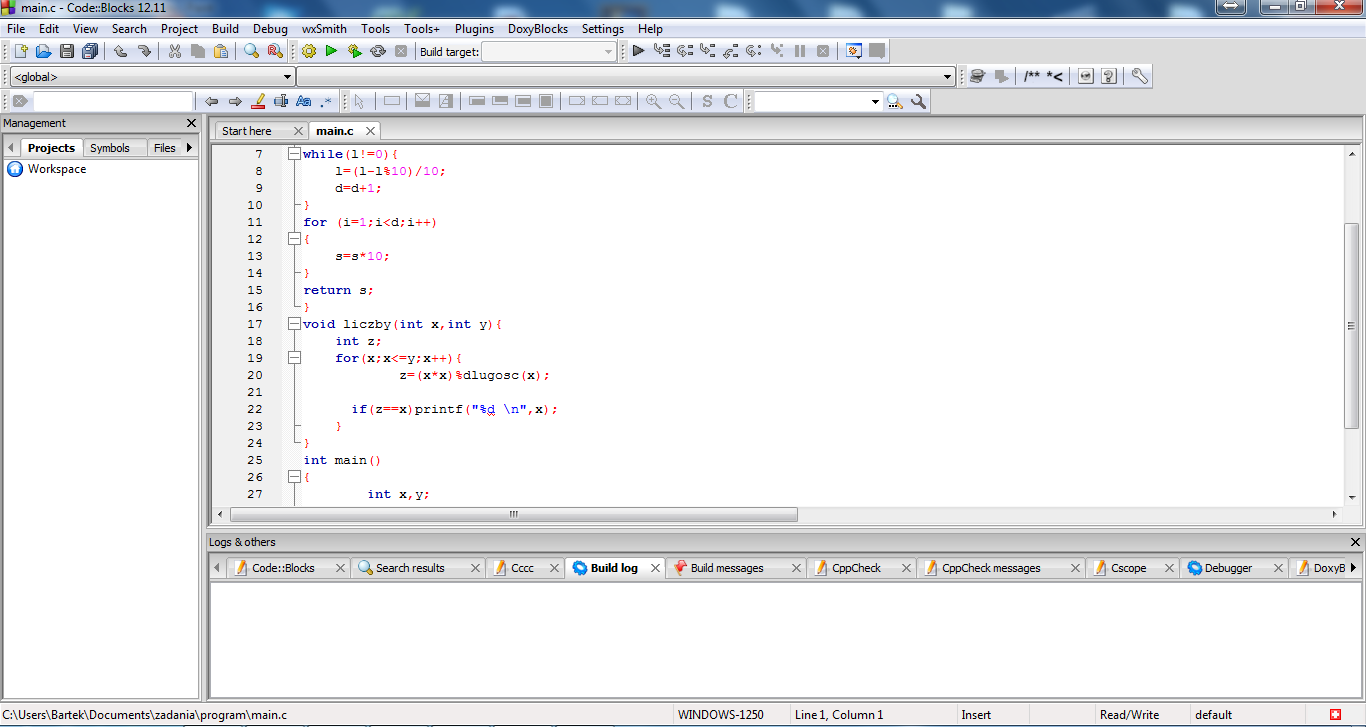 main.c - Code::Blocks 12.11
File Edit View Search Project Build Debug wxSmith Tools Tools+ Plugins DoxyBlocks Settings Help
Build target:
<global>
/** *<
Aa .*
S C
Management
Projects Symbols Files
Workspace
Start here main.c
7 while(l!=0){
8 l=(l-l%10)/10;
9 d=d+1;
10 }
11 for (i=1;i<d;i++)
12 {
13 s=s*10;
14 }
15 return s;
16 }
17 void liczby(int x,int y){
18 int z;
19 for(x;x<=y;x++){
20 z=(x*x)%dlugosc(x);
21
22 if(z==x)printf("%d \n",x);
23 }
24 }
25 int main()
26 {
27 int x,y;
Logs & others
Code::Blocks Search results Cccc Build log Build messages CppCheck CppCheck messages Cscope Debugger DoxyB
C:\Users\Bartek\Documents\zadania\program\main.c WINDOWS-1250 Line 1, Column 1 Insert Read/Write default